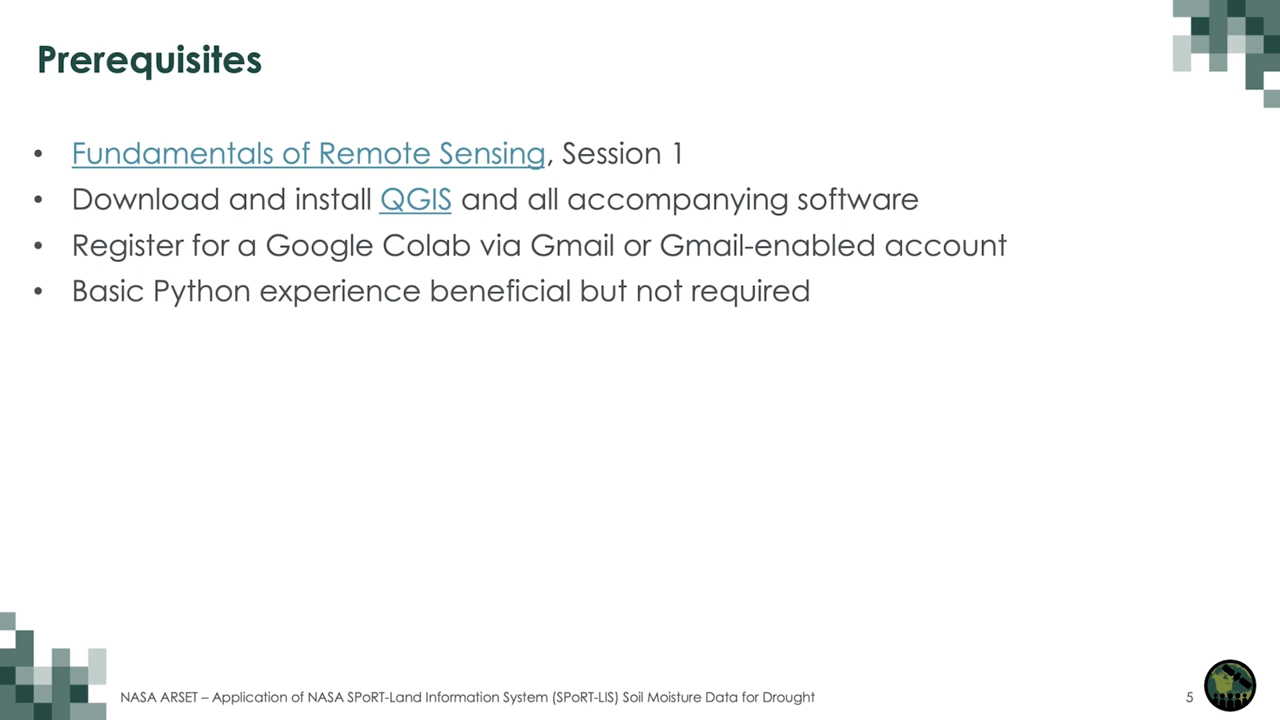 Prerequisites
• Fundamentals of Remote Sensing, Session 1
• Download and install QGIS and all accompanying software
• Register for a Google Colab via Gmail or Gmail-enabled account
• Basic Python experience beneficial but not required
NASA ARSET – Application of NASA SPoRT-Land Information System (SPoRT-LIS) Soil Moisture Data for Drought
5